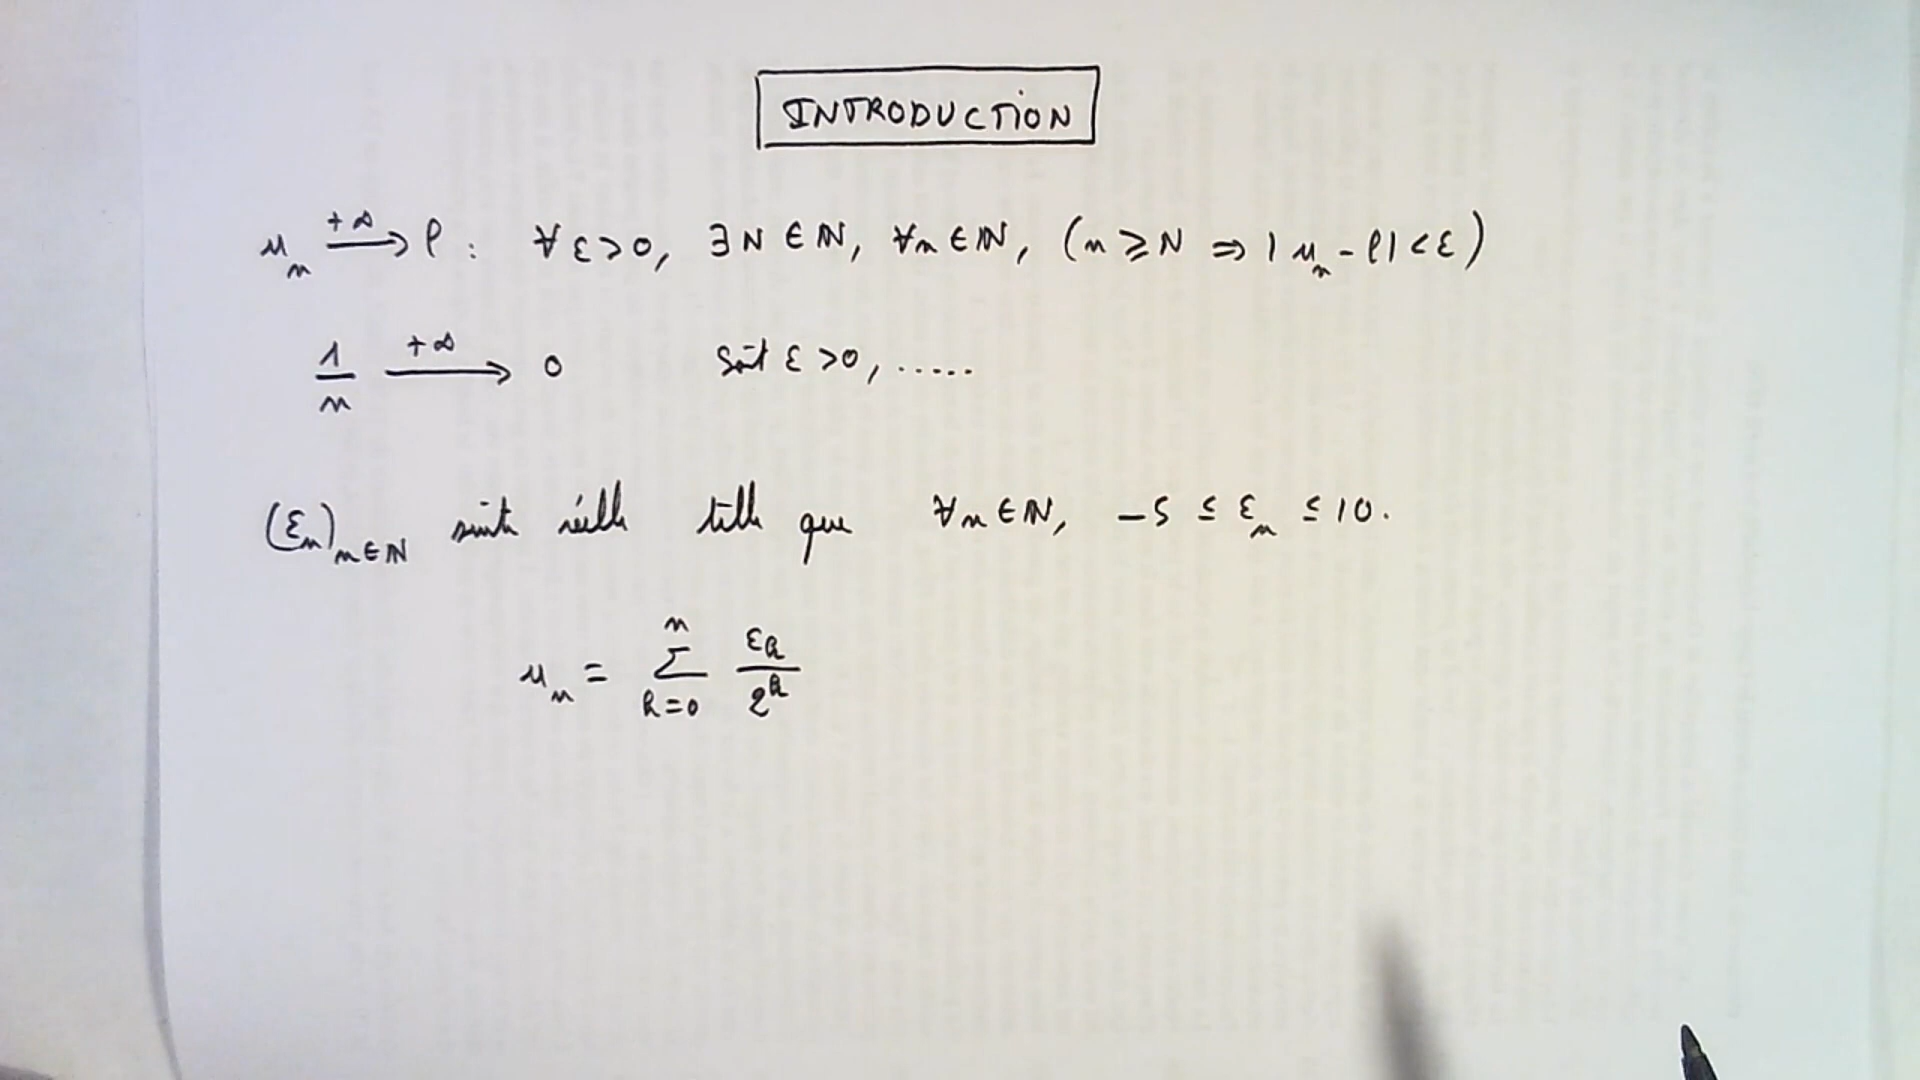 INTRODUCTION
u_n →^{+∞} ℓ : ∀ε>0, ∃N∈ℕ, ∀n∈ℕ, (n ≥ N ⇒ |u_n - ℓ| < ε)
1/n →^{+∞} 0 Soit ε>0, .....
(ε_n)_{n∈ℕ} suite réelle telle que ∀n∈ℕ, -5 ≤ ε_n ≤ 10.
u_n = ∑_{k=0}^{n} ε_k/2^k